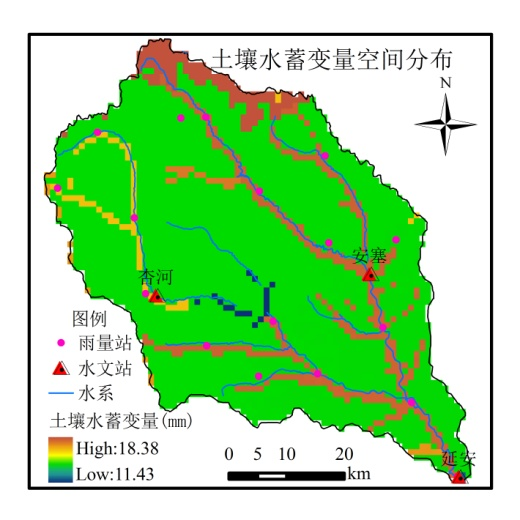 土壤水蓄变量空间分布
N
安塞
杏河
图例
雨量站
水文站
水系
土壤水蓄变量(mm)
High:18.38
Low:11.43
0 5 10 20
km
延安